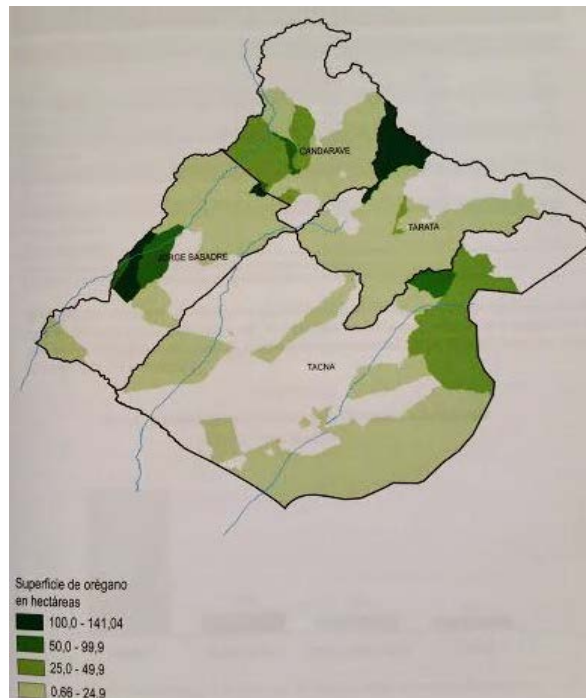 CANDARAVE
TARATA
JORGE BASADRE
TACNA
Superficie de orégano
en hectáreas
100,0 - 141,04
50,0 - 99,9
25,0 - 49,9
0,66 - 24,9